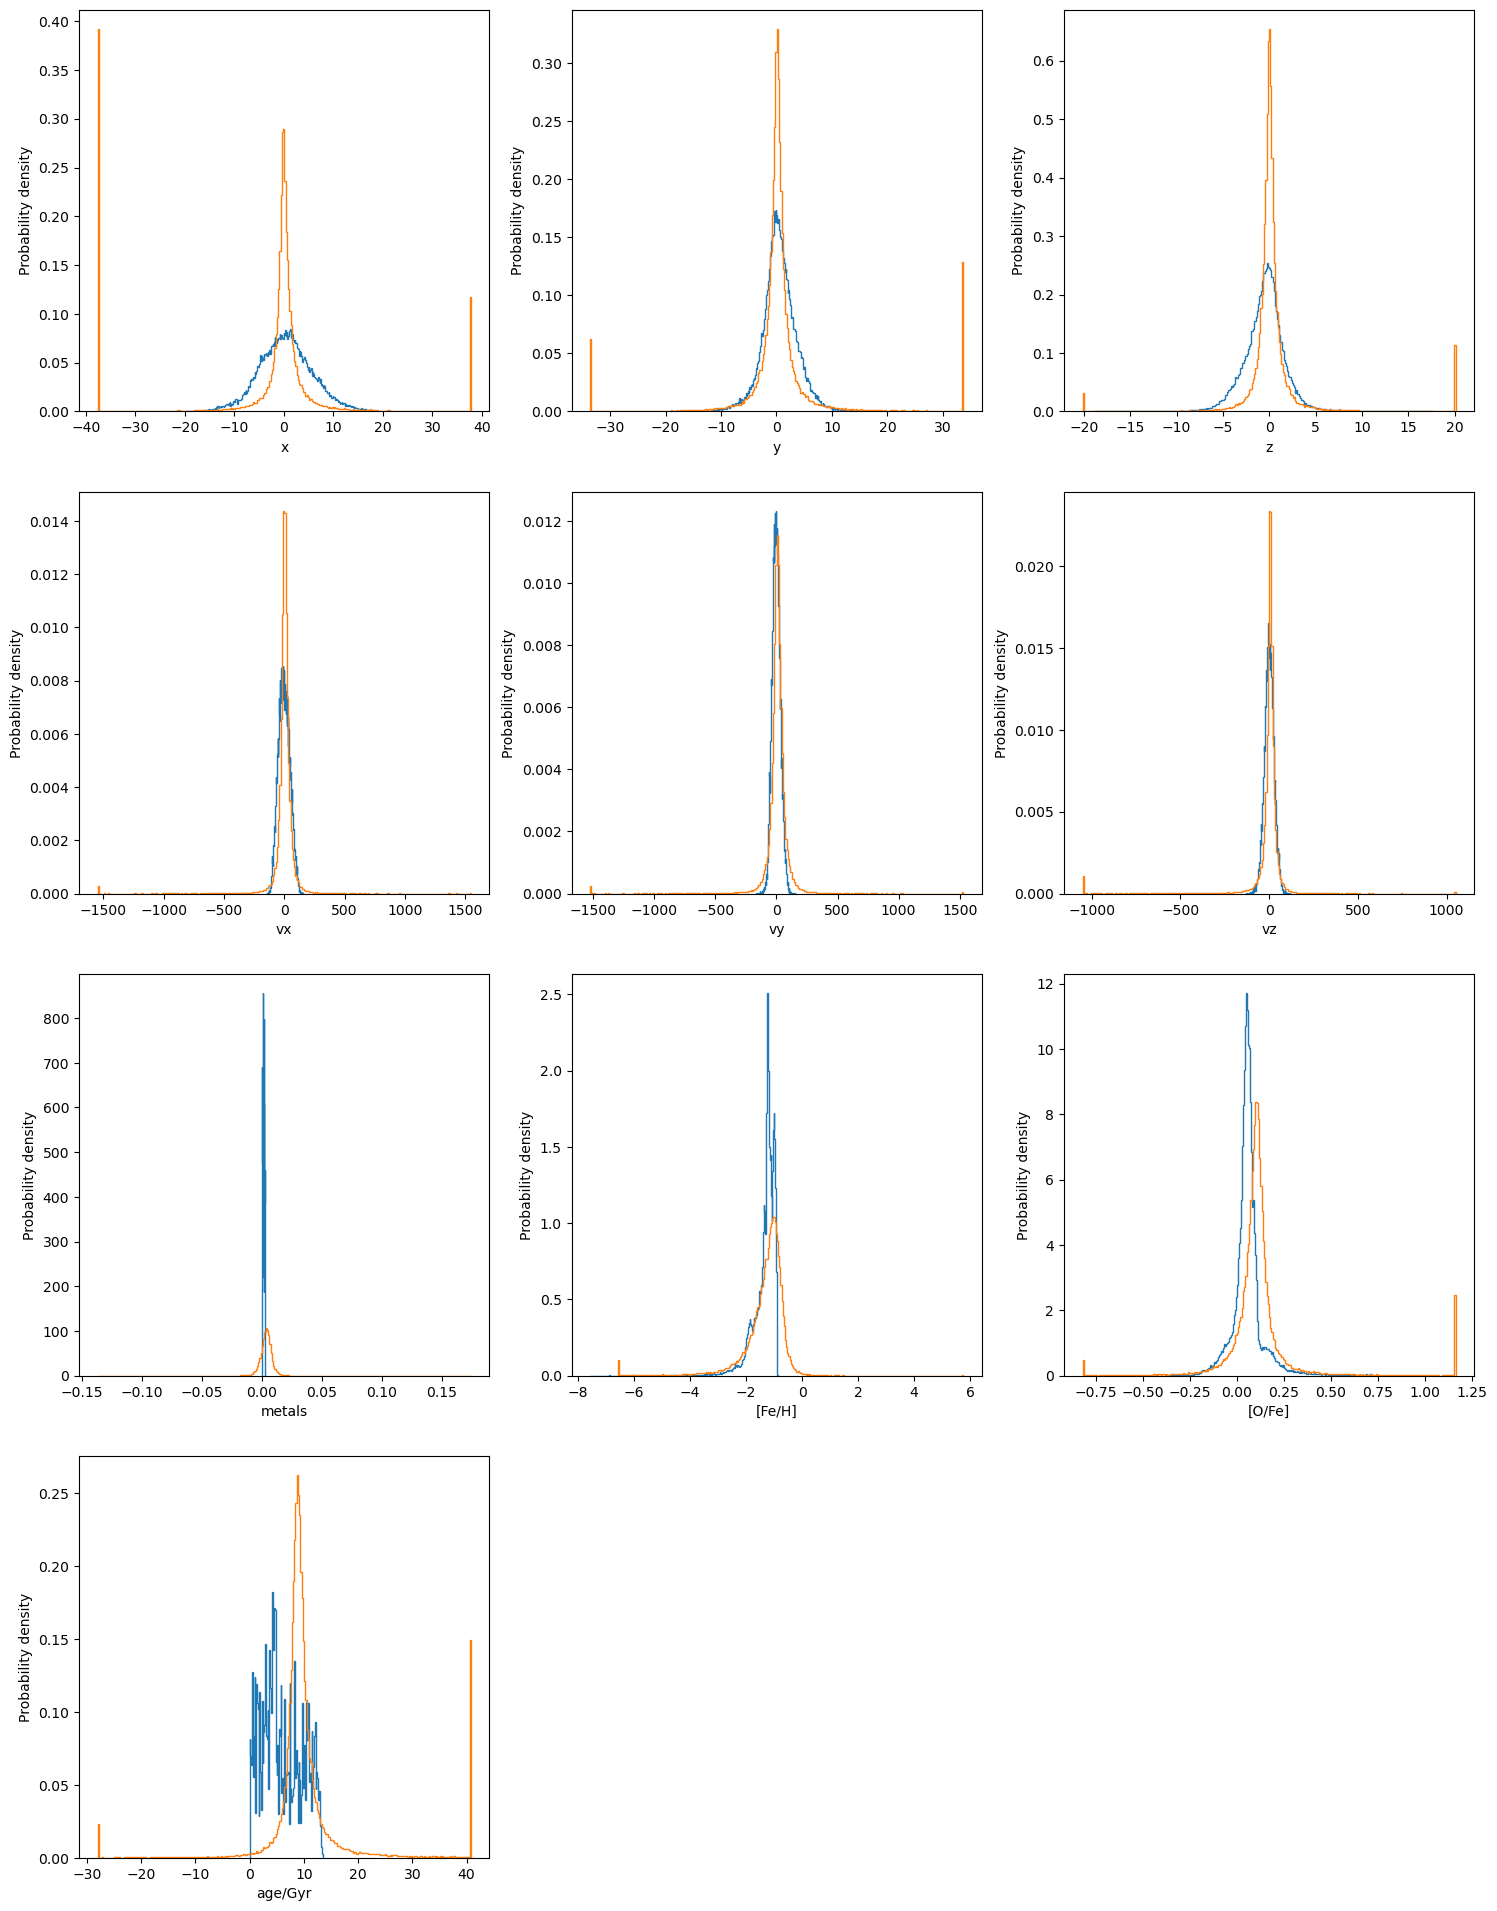 0.40
0.35
0.30
0.25
0.20
0.15
0.10
0.05
0.00
Probability density
−40 −30 −20 −10 0 10 20 30 40
x
0.30
0.25
0.20
0.15
0.10
0.05
0.00
Probability density
−30 −20 −10 0 10 20 30
y
0.6
0.5
0.4
0.3
0.2
0.1
0.0
Probability density
−20 −15 −10 −5 0 5 10 15 20
z
0.014
0.012
0.010
0.008
0.006
0.004
0.002
0.000
Probability density
−1500 −1000 −500 0 500 1000 1500
vx
0.012
0.010
0.008
0.006
0.004
0.002
0.000
Probability density
−1500 −1000 −500 0 500 1000 1500
vy
0.020
0.015
0.010
0.005
0.000
Probability density
−1000 −500 0 500 1000
vz
800
700
600
500
400
300
200
100
0
Probability density
−0.15 −0.10 −0.05 0.00 0.05 0.10 0.15
metals
2.5
2.0
1.5
1.0
0.5
0.0
Probability density
−8 −6 −4 −2 0 2 4 6
[Fe/H]
12
10
8
6
4
2
0
Probability density
−0.75 −0.50 −0.25 0.00 0.25 0.50 0.75 1.00 1.25
[O/Fe]
0.25
0.20
0.15
0.10
0.05
0.00
Probability density
−30 −20 −10 0 10 20 30 40
age/Gyr